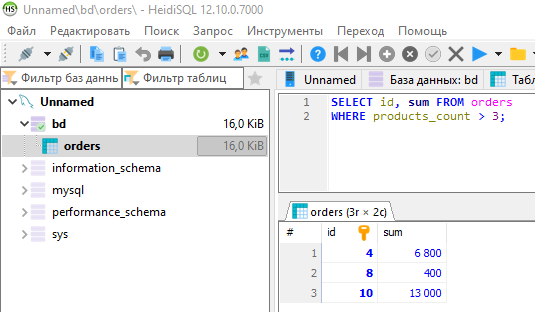 Unnamed\bd\orders\ - HeidiSQL 12.10.0.7000
Файл Редактировать Поиск Запрос Инструменты Переход Помощь
CSV
Фильтр баз даннь Фильтр таблиц Unnamed База данных: bd Табл
Unnamed
bd 16,0 KiB
orders 16,0 KiB
information_schema
mysql
performance_schema
sys
1 SELECT id, sum FROM orders
2 WHERE products_count > 3;
orders (3r × 2c)
# id sum
1 4 6 800
2 8 400
3 10 13 000